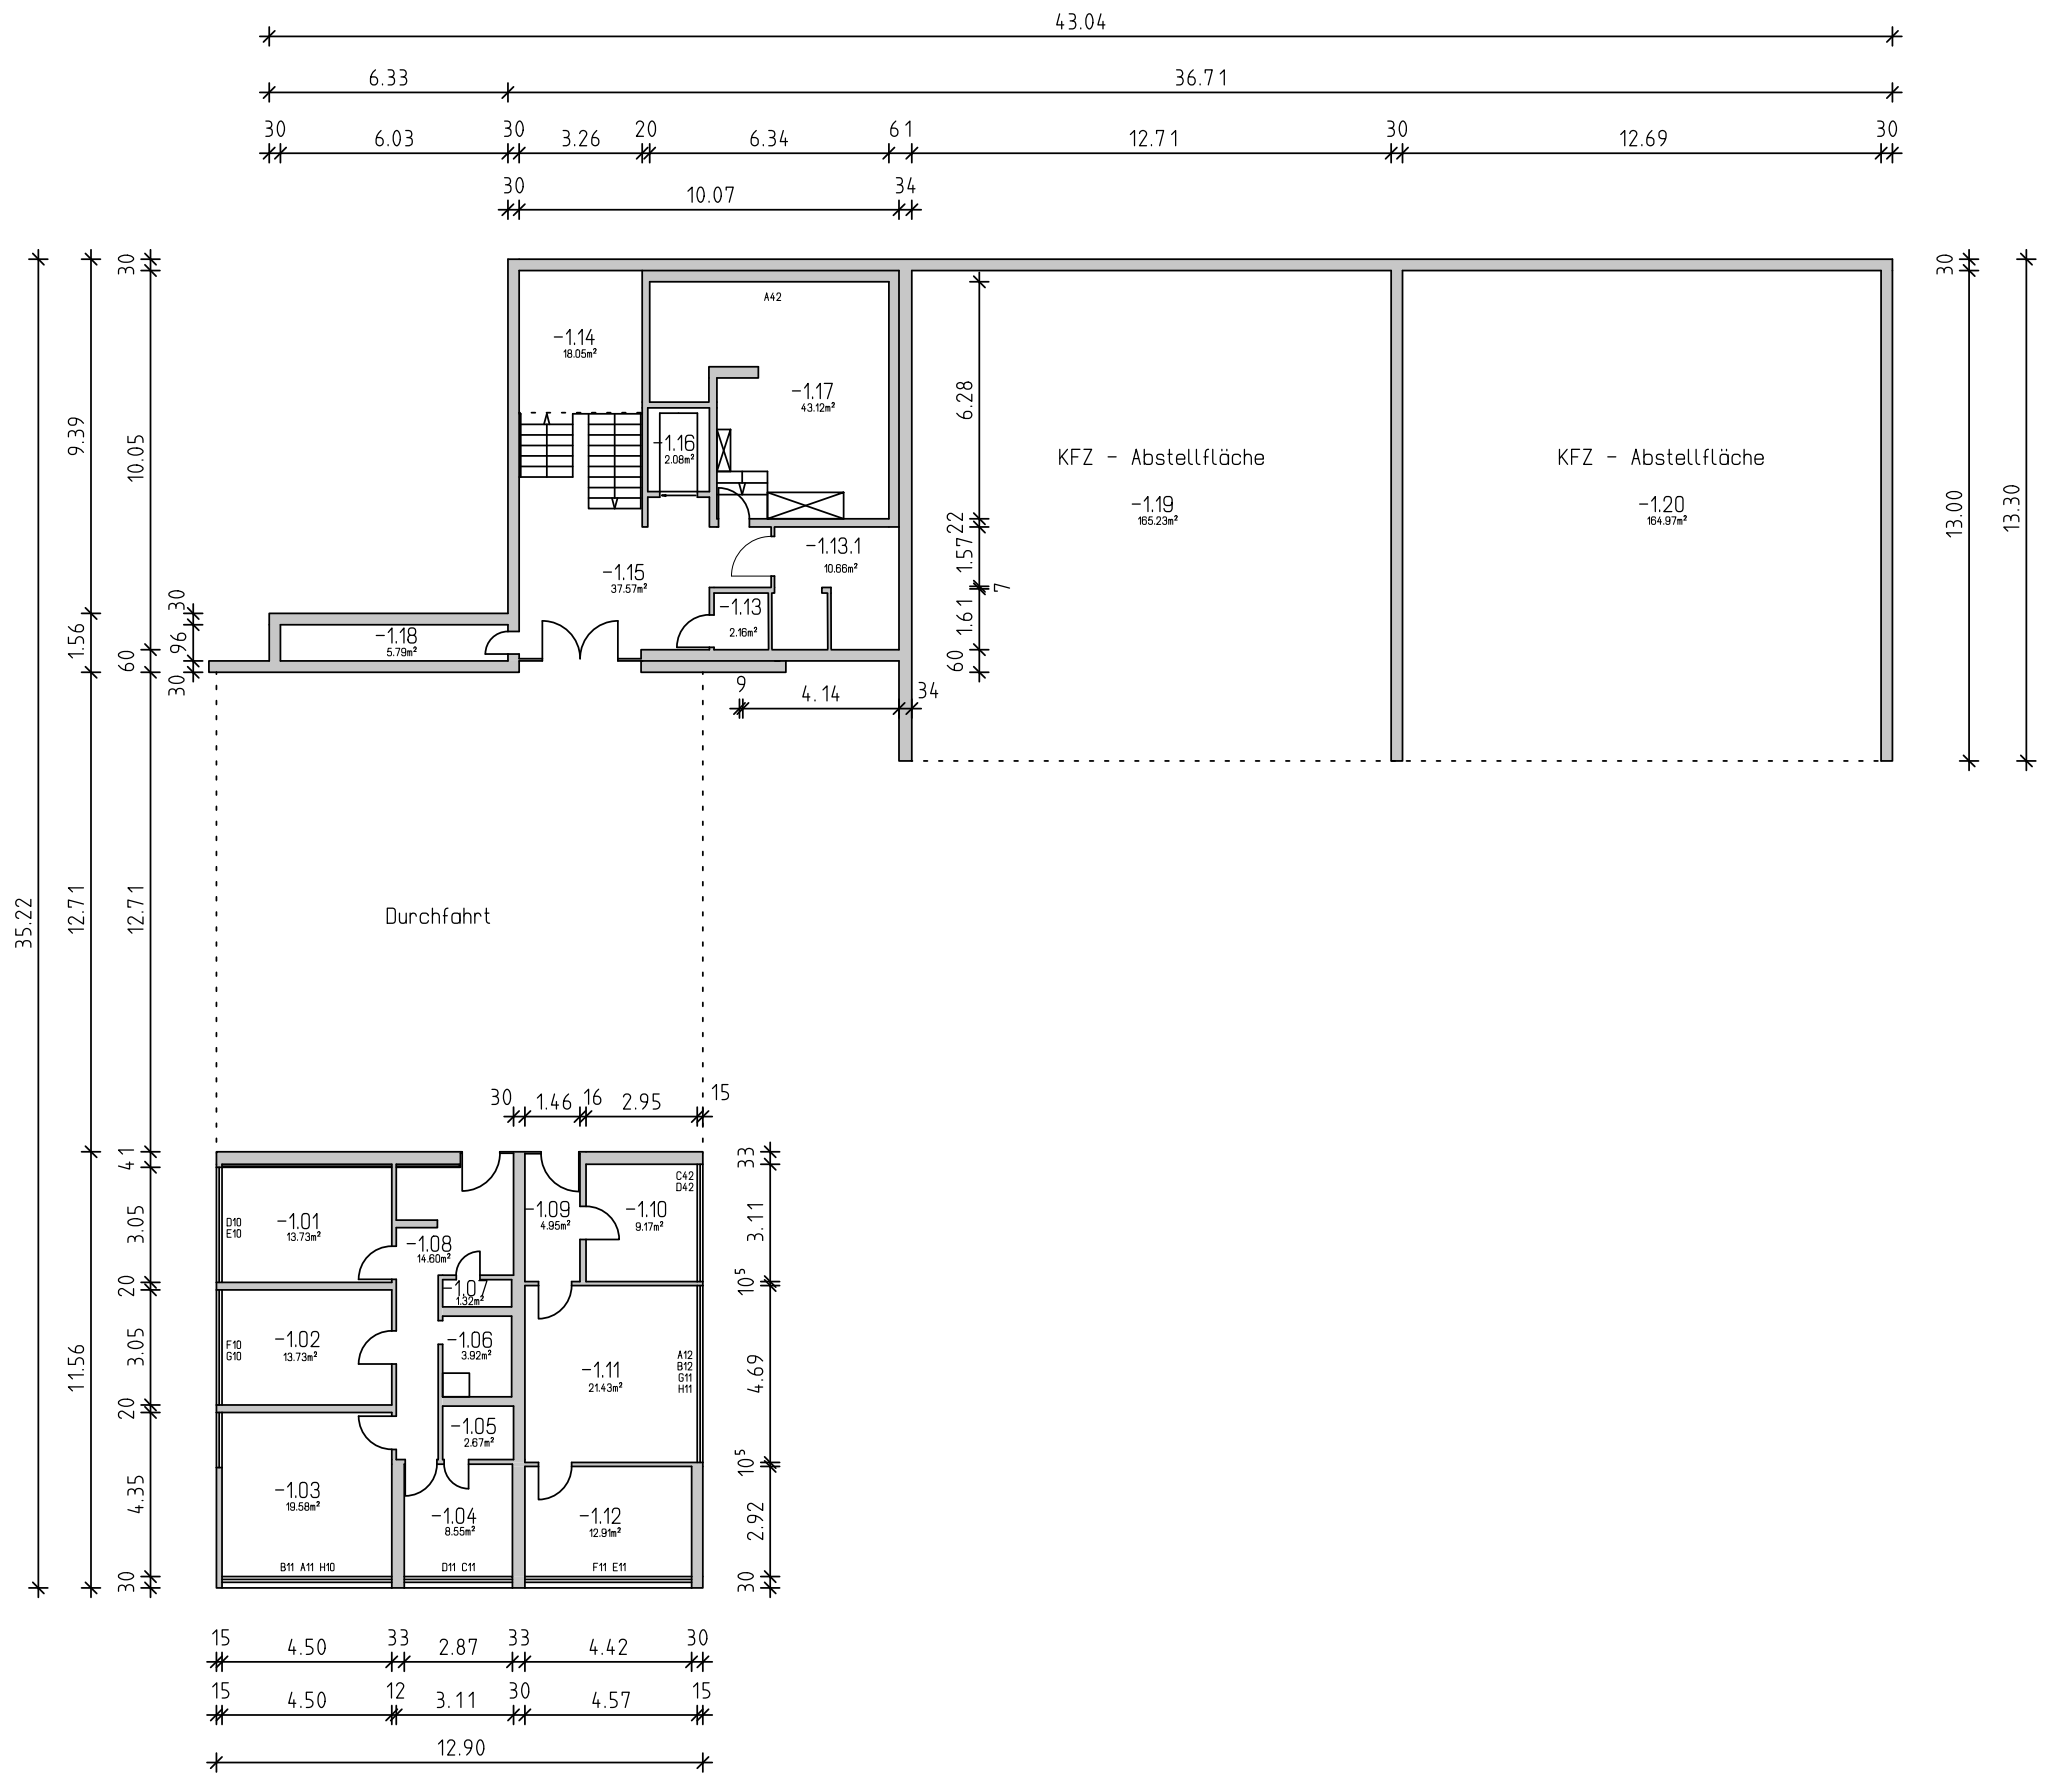 43.04
6.33
36.71
30
6.03
30
3.26
20
6.34
61
12.71
30
12.69
30
30
10.07
34
35.22
9.39
1.56
12.71
11.56
30
10.05
60
12.71
41
3.05
20
3.05
20
4.35
30
30
96
30
A42
-1.14
18.05m²
-1.17
43.12m²
-1.16
2.08m²
-1.15
37.57m²
-1.13.1
10.66m²
-1.13
2.16m²
-1.18
5.79m²
6.28
22
1.57
7
1.61
60
9
4.14
34
KFZ - Abstellfläche
-1.19
165.23m²
KFZ - Abstellfläche
-1.20
164.97m²
30
13.00
13.30
Durchfahrt
30
1.46
16
2.95
15
D10
E10
-1.01
13.73m²
-1.08
14.60m²
-1.09
4.95m²
-1.10
9.17m²
C42
D42
-1.07
1.32m²
F10
G10
-1.02
13.73m²
-1.06
3.92m²
-1.11
21.43m²
A12
B12
G11
H11
-1.05
2.67m²
-1.03
19.58m²
-1.04
8.55m²
-1.12
12.91m²
B11 A11 H10
D11 C11
F11 E11
33
3.11
10⁵
4.69
10⁵
2.92
30
15
4.50
33
2.87
33
4.42
30
15
4.50
12
3.11
30
4.57
15
12.90